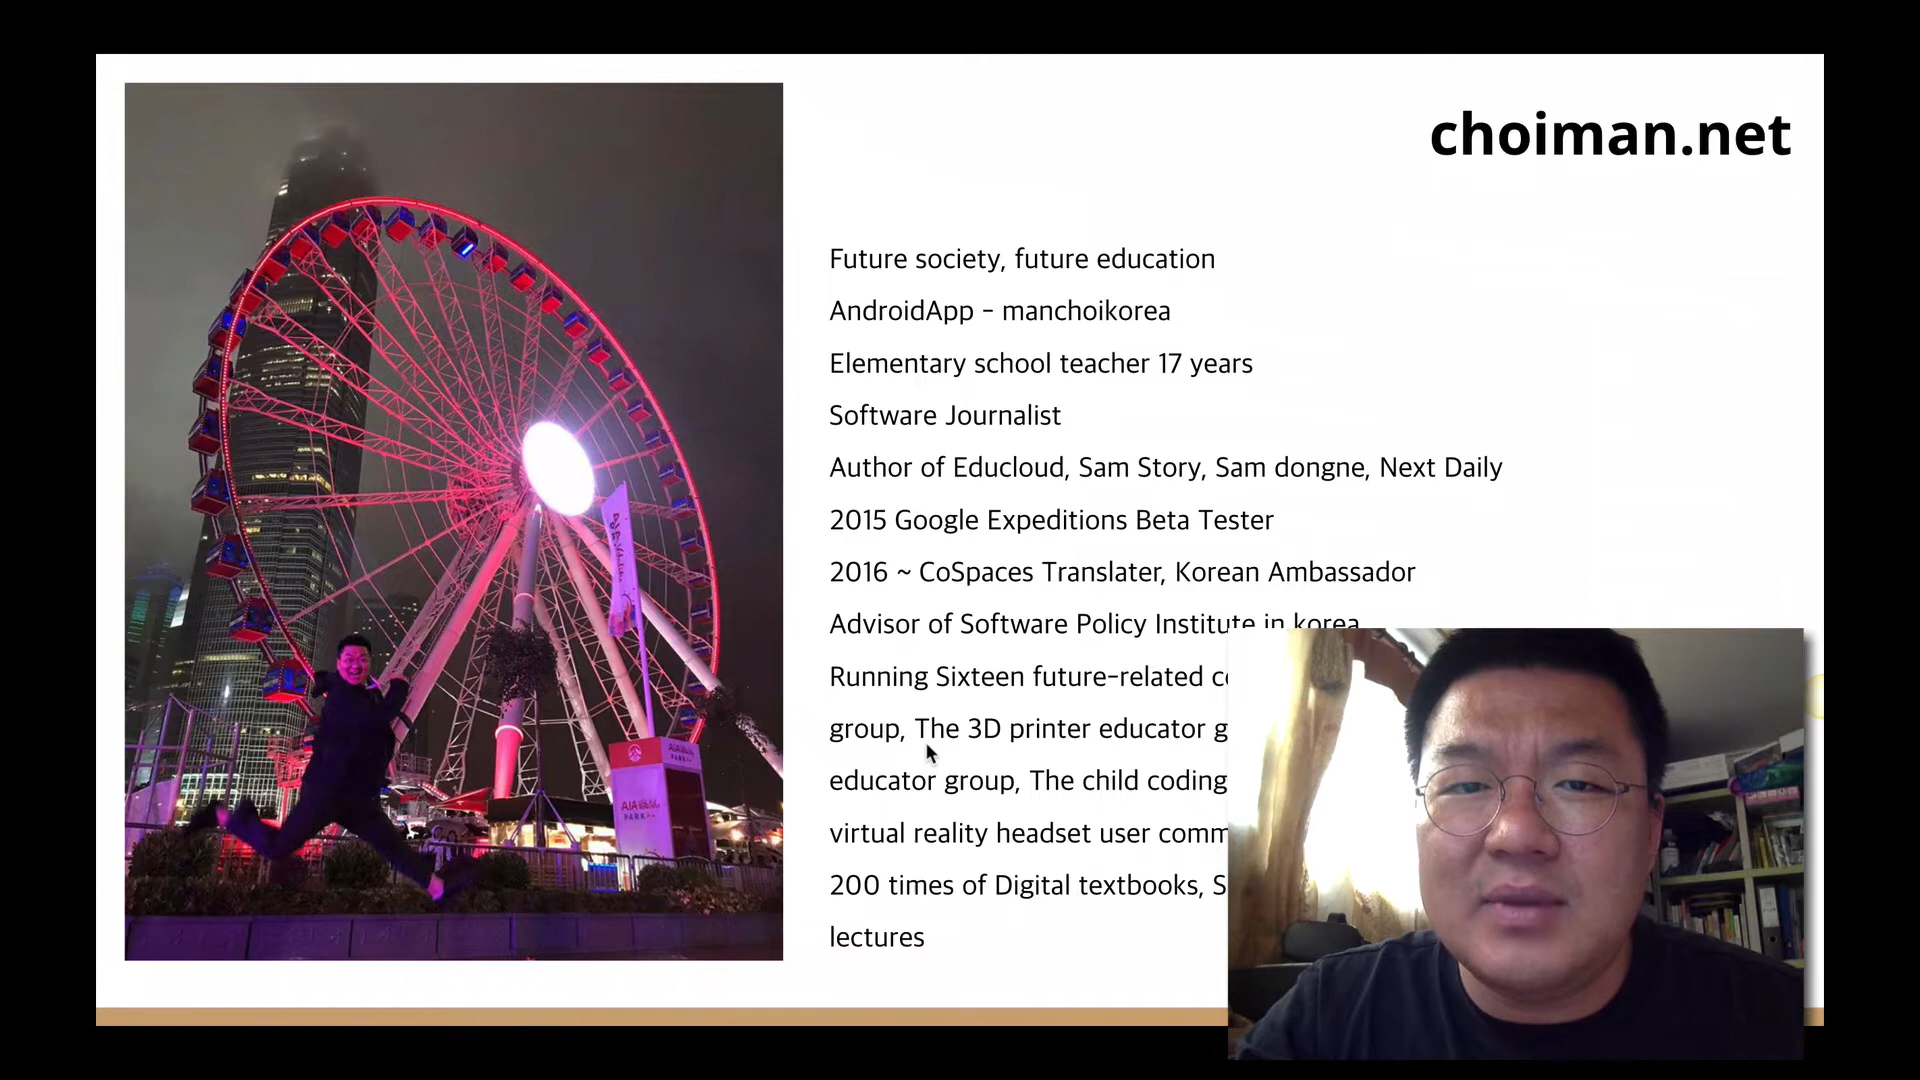 choiman.net
Future society, future education
AndroidApp - manchoikorea
Elementary school teacher 17 years
Software Journalist
Author of Educloud, Sam Story, Sam dongne, Next Daily
2015 Google Expeditions Beta Tester
2016 ~ CoSpaces Translater, Korean Ambassador
Advisor of Software Policy Institute in korea
Running Sixteen future-related
group, The 3D printer educator
educator group, The child coding
virtual reality headset user
200 times of Digital textbooks,
lectures
AIA Vitality
PARK